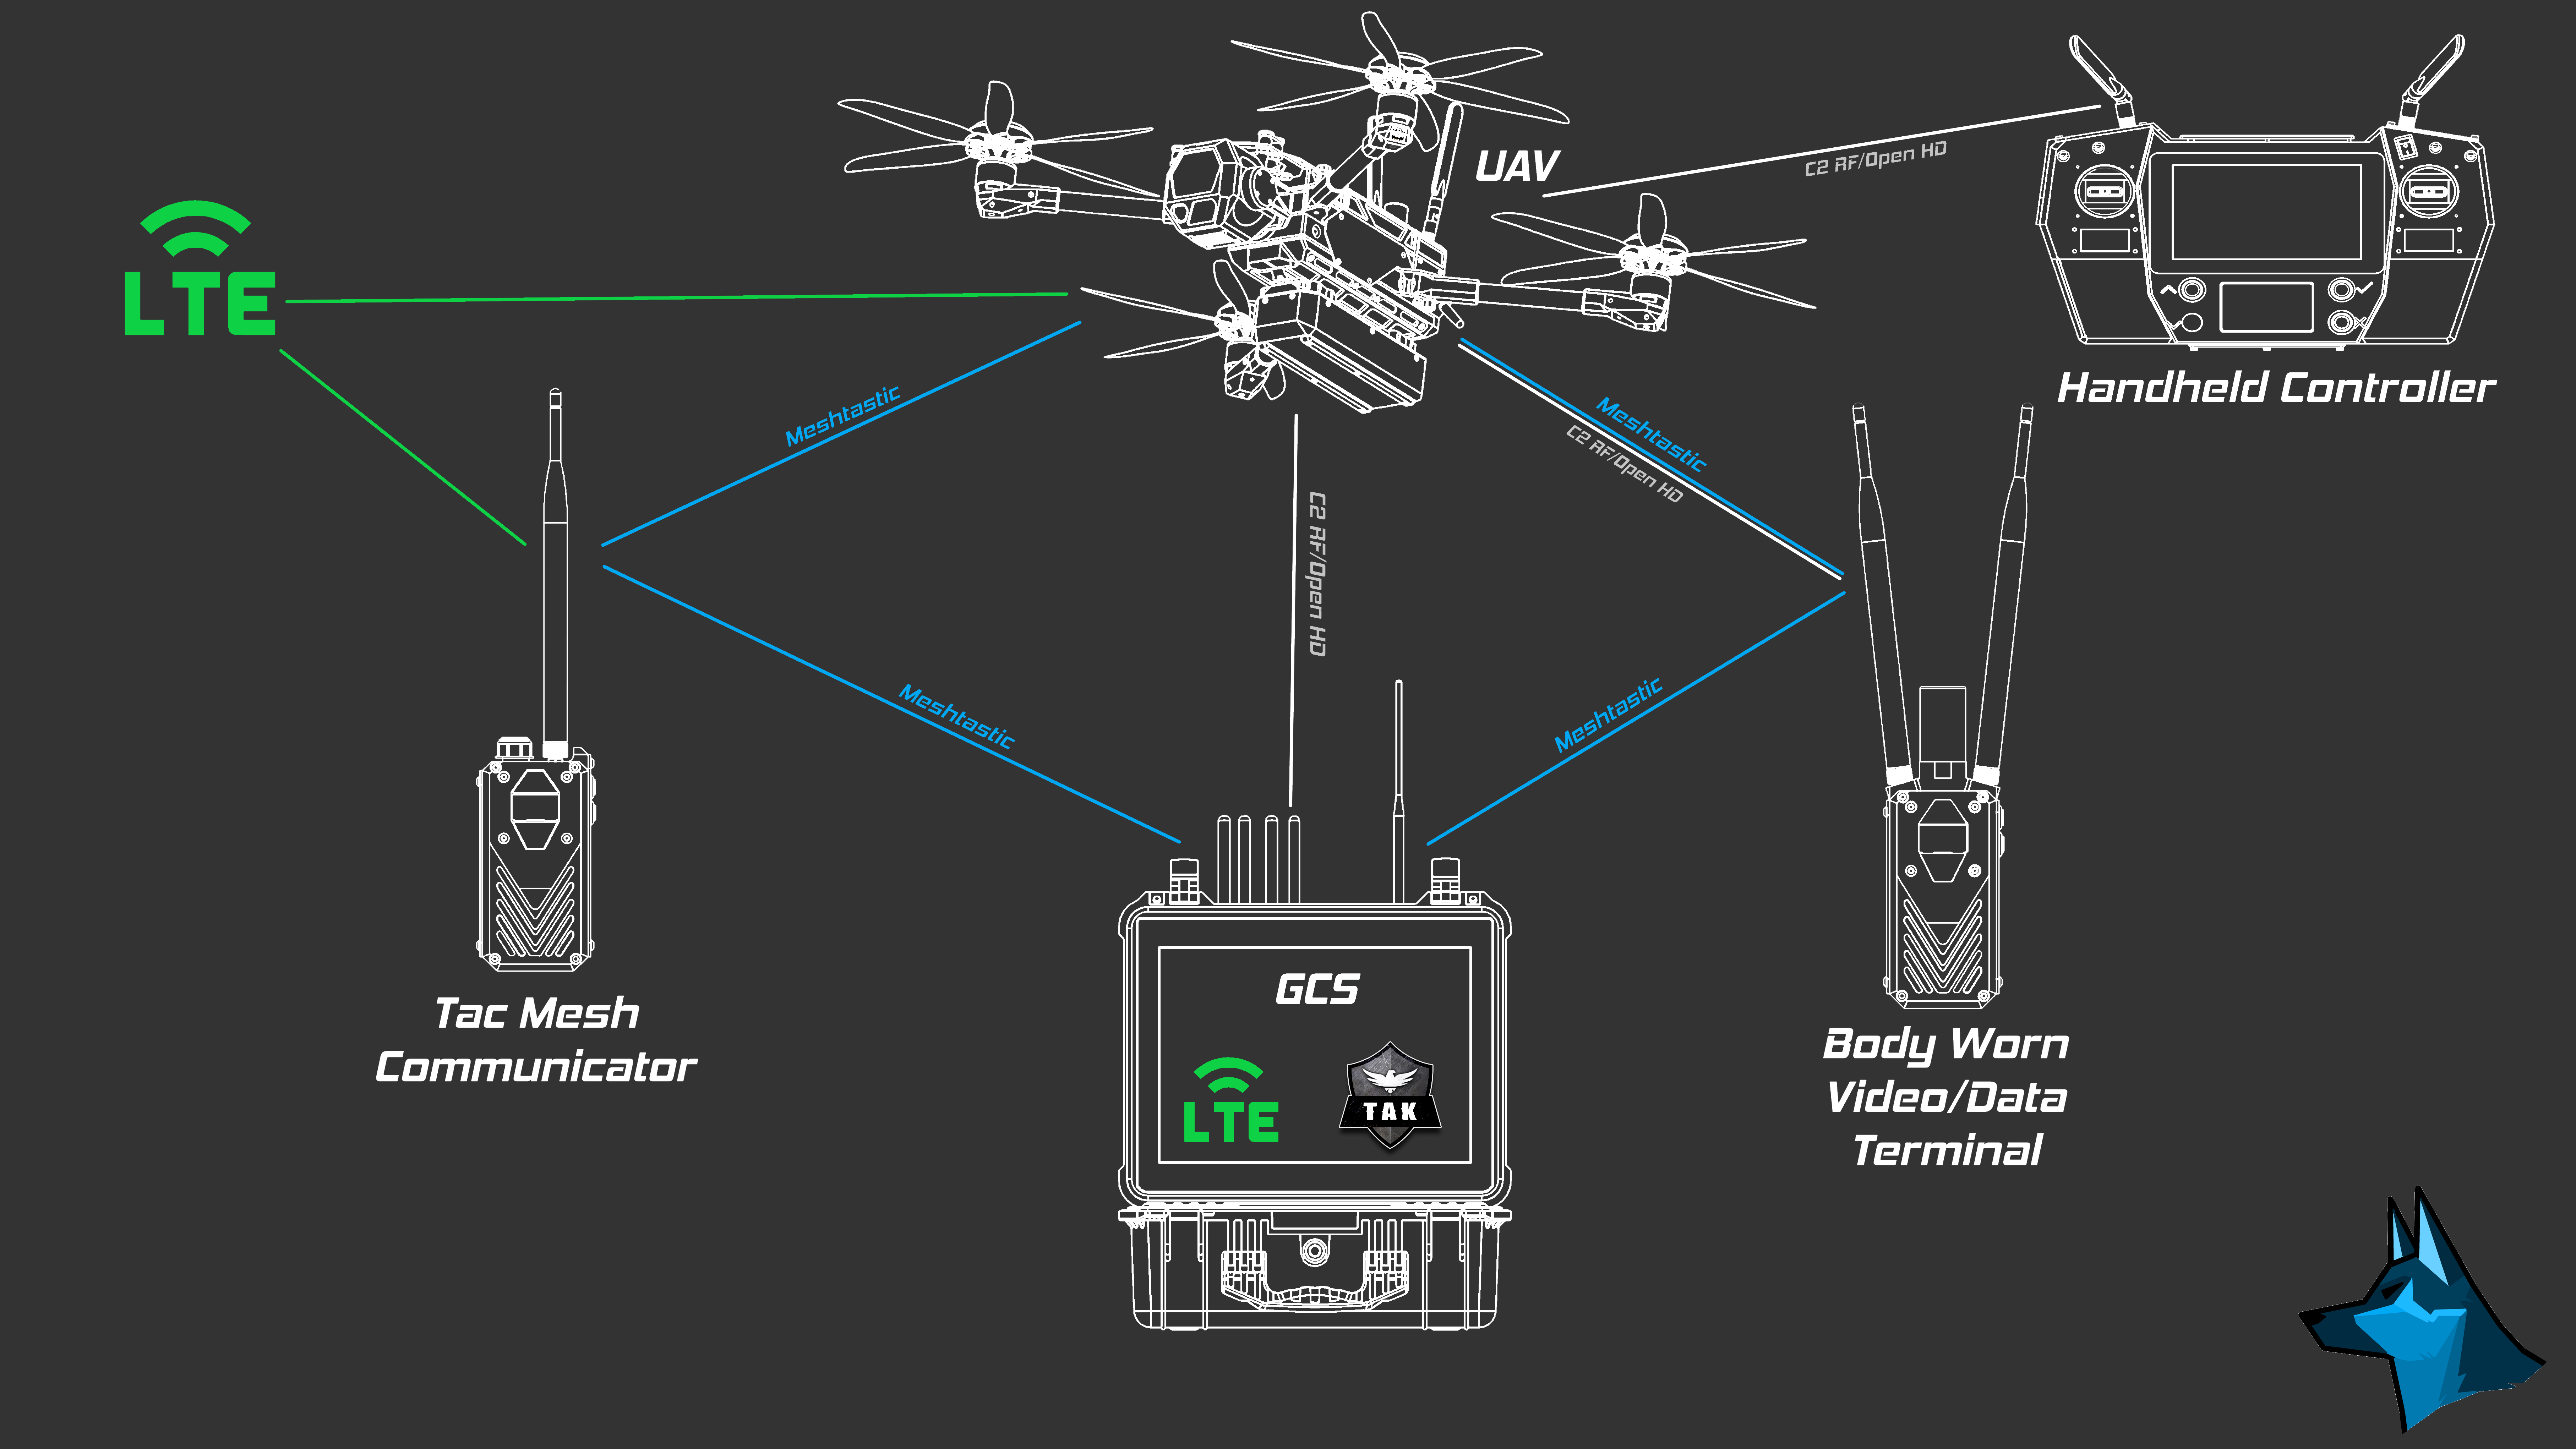 UAV
C2 RF/Open HD
LTE
Handheld Controller
Meshtastic
Meshtastic
C2 RF/Open HD
C2 RF/Open HD
Meshtastic
Meshtastic
GCS
Tac Mesh
Communicator
Body Worn
Video/Data
Terminal
LTE
TAK